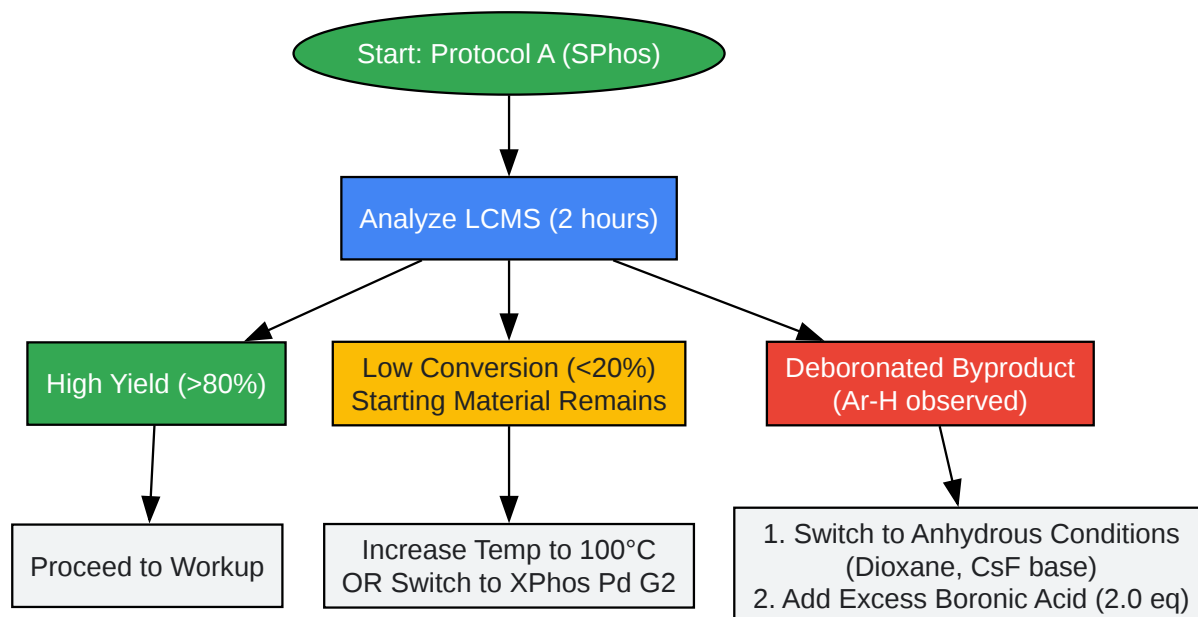 Start: Protocol A (SPhos)
Analyze LCMS (2 hours)
High Yield (>80%)
Low Conversion (<20%)
Starting Material Remains
Deboronated Byproduct
(Ar-H observed)
Proceed to Workup
Increase Temp to 100°C
OR Switch to XPhos Pd G2
1. Switch to Anhydrous Conditions
(Dioxane, CsF base)
2. Add Excess Boronic Acid (2.0 eq)